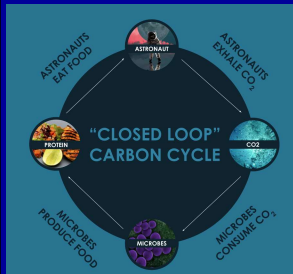 ASTRONAUTS
EAT FOOD
ASTRONAUT
ASTRONAUTS
EXHALE CO₂
PROTEIN
"CLOSED LOOP"
CARBON CYCLE
CO2
MICROBES
PRODUCE FOOD
MICROBES
MICROBES
CONSUME CO₂